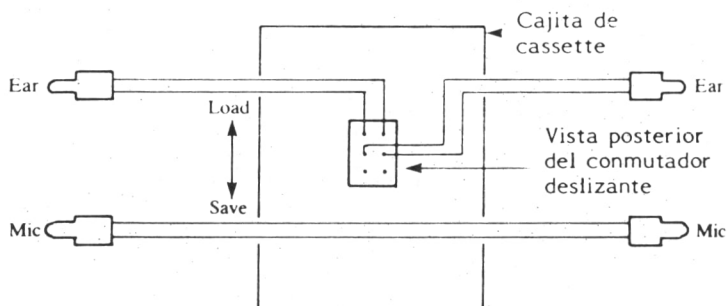 Cajita de
cassette
Ear
Ear
Load
Vista posterior
del conmutador
deslizante
Save
Mic
Mic